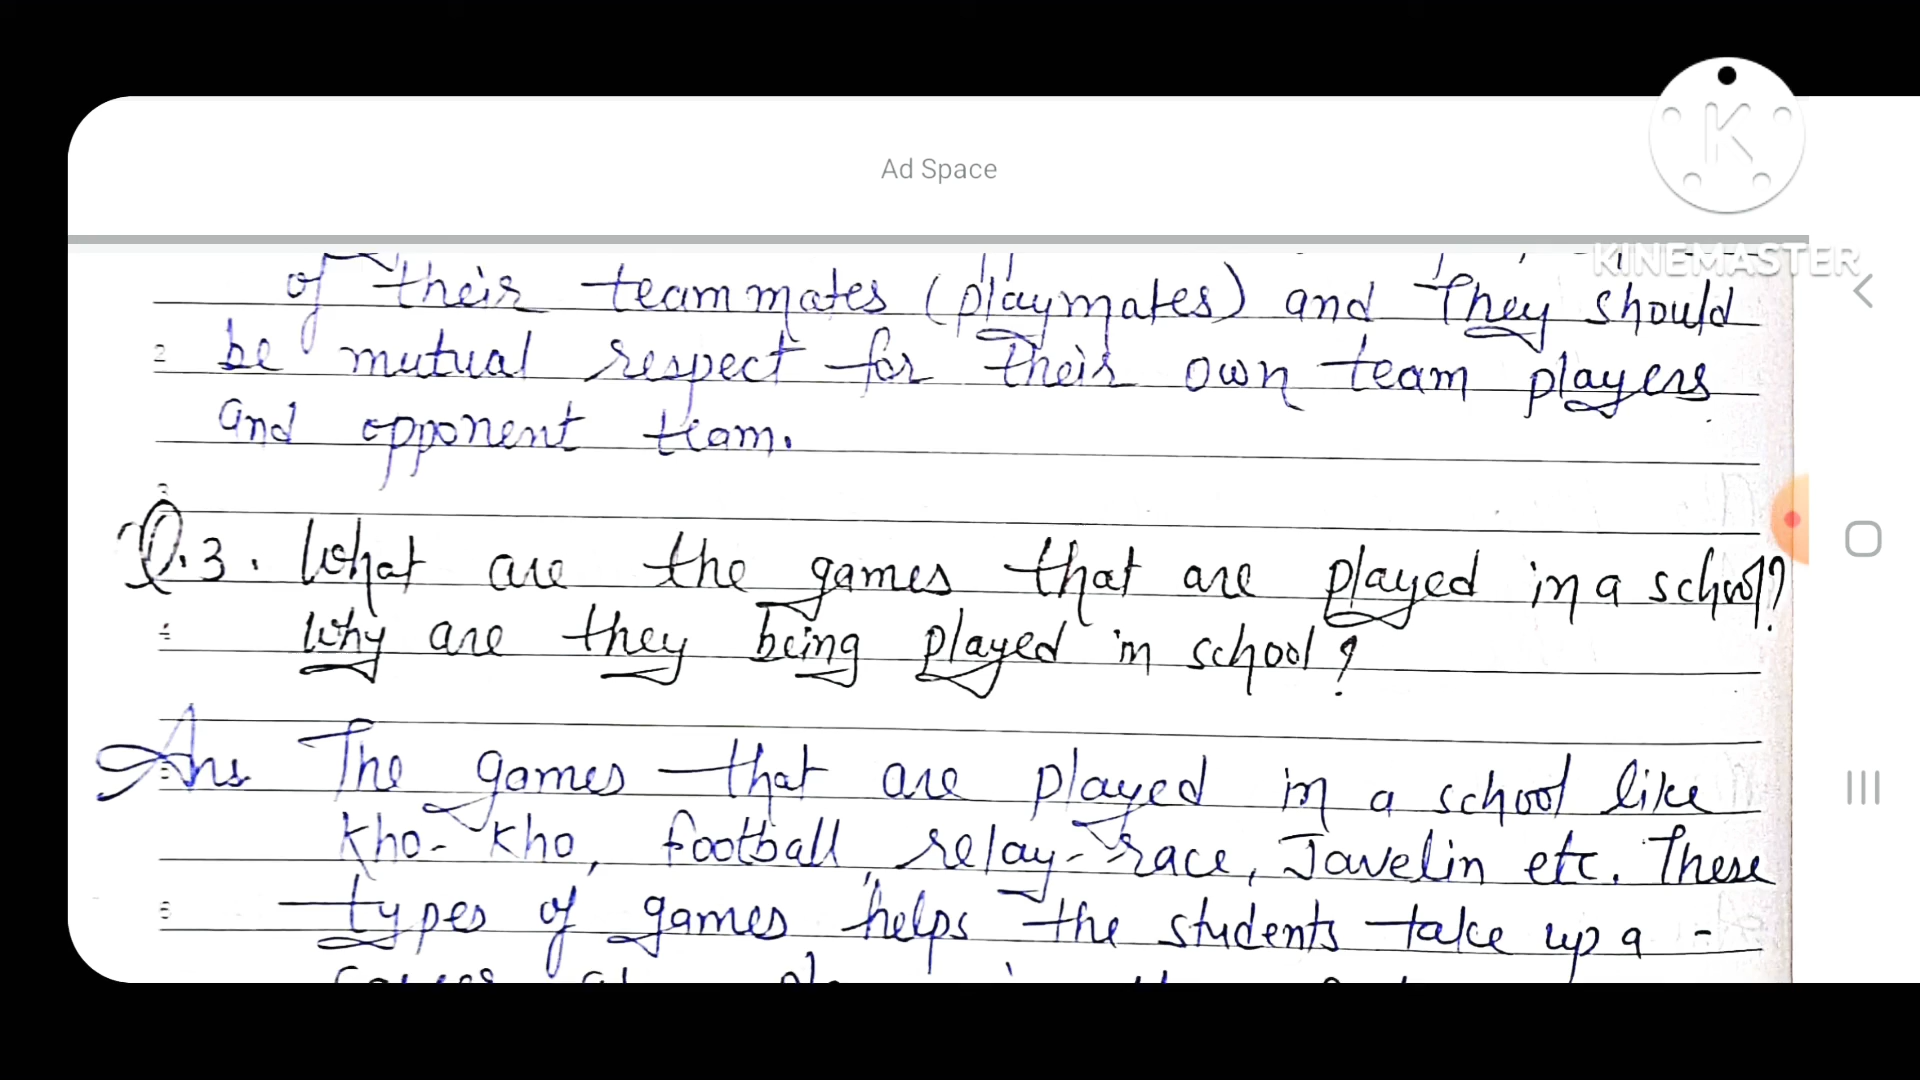 Ad Space
KINEMASTER
of their teammates (playmates) and they should
be mutual respect for their own team players
and opponent team.
Q.3. What are the games that are played in a school?
Why are they being played in school?
Ans The games that are played in a school like
Kho-Kho, football, relay-race, Javelin etc. These
types of games helps the students take up a -